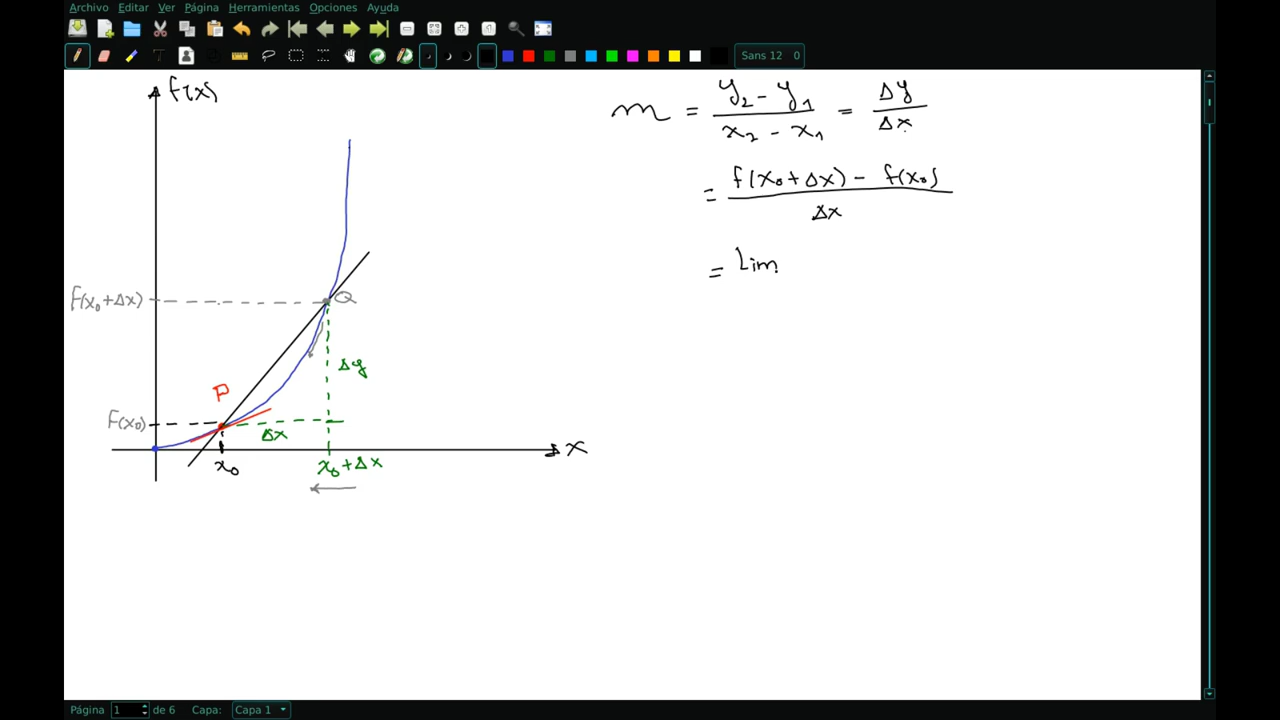 Archivo Editar Ver Página Herramientas Opciones Ayuda
Sans 12 0
f(x)
m = y₂ - y₁ / x₂ - x₁ = Δy / Δx
= f(x₀+Δx) - f(x₀) / Δx
= Lim
f(x₀+Δx)
Q
Δy
P
f(x₀)
Δx
x
x₀
x₀+Δx
Página 1 de 6 Capa: Capa 1